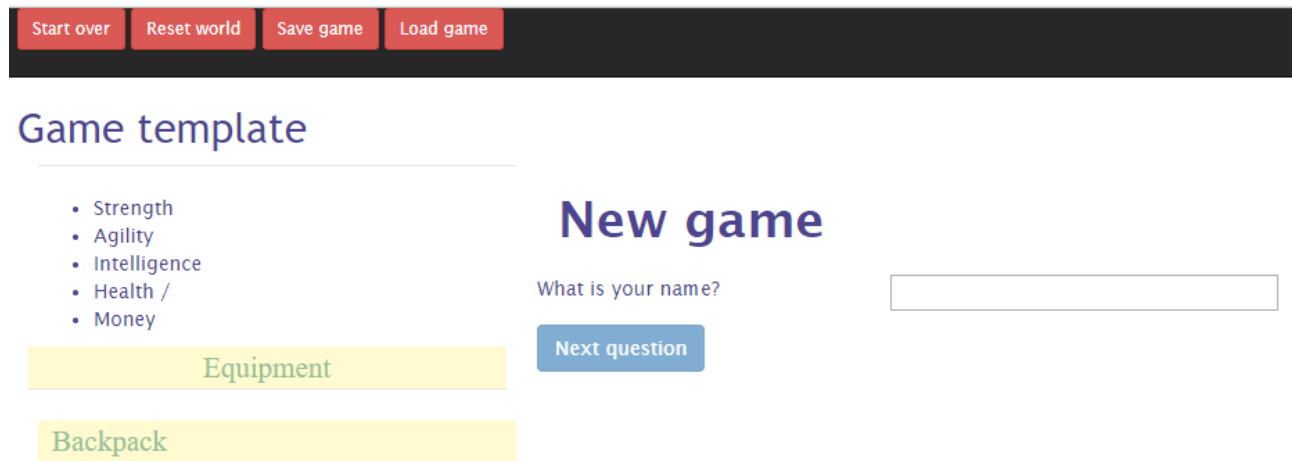 Start over Reset world Save game Load game
Game template
• Strength
• Agility
• Intelligence
• Health /
• Money
Equipment
Backpack
New game
What is your name?
Next question